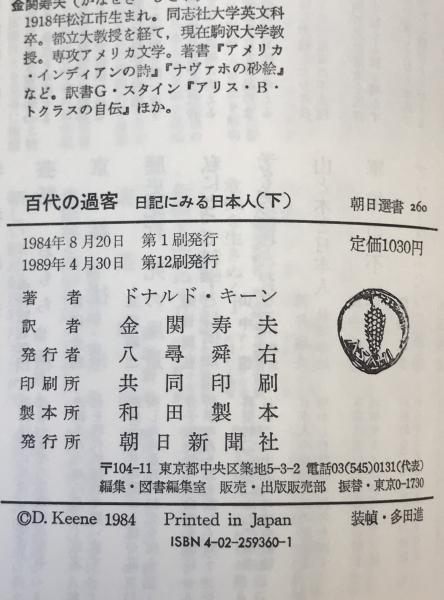 金関寿夫
1918年松江市生まれ。同志社大学英文科
卒。都立大教授を経て，現在駒沢大学教
授。専攻アメリカ文学。著書『アメリカ
・インディアンの詩』『ナヴァホの砂絵』
など。訳書G・スタイン『アリス・B・
トクラスの自伝』ほか。
百代の過客 日記にみる日本人(下) 朝日選書 260
1984年8月20日 第1刷発行 定価1030円
1989年4月30日 第12刷発行
著者 ドナルド・キーン
訳者 金関寿夫
発行者 八尋舜右
印刷所 共同印刷
製本所 和田製本
発行所 朝日新聞社
〒104-11 東京都中央区築地5-3-2 電話03(545)0131(代表)
編集・図書編集室 販売・出版販売部 振替・東京0-1730
©D. Keene 1984 Printed in Japan 装幀・多田進
ISBN 4-02-259360-1